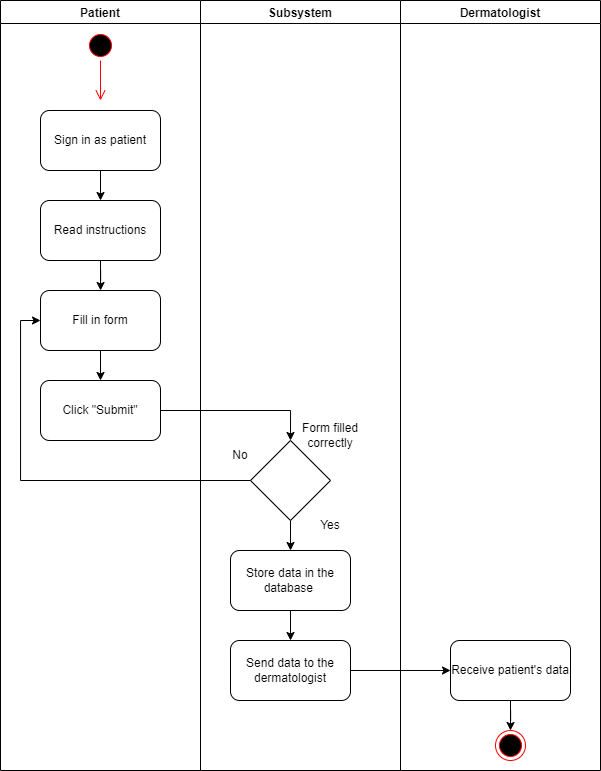 Patient
Subsystem
Dermatologist
Sign in as patient
Read instructions
Fill in form
Click "Submit"
Form filled
correctly
No
Yes
Store data in the
database
Send data to the
dermatologist
Receive patient's data